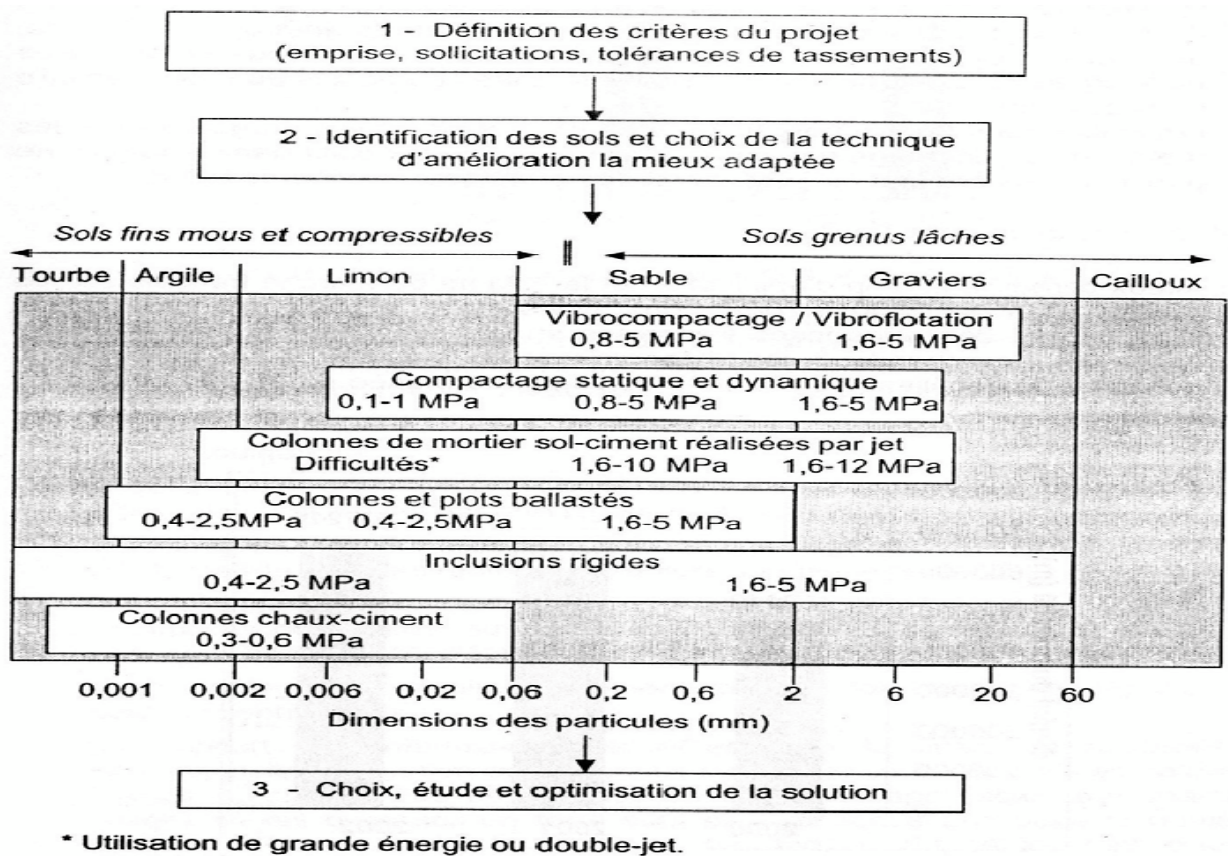 1 - Définition des critères du projet
(emprise, sollicitations, tolérances de tassements)
2 - Identification des sols et choix de la technique
d'amélioration la mieux adaptée
Sols fins mous et compressibles Sols grenus lâches
Tourbe Argile Limon Sable Graviers Cailloux
Vibrocompactage / Vibroflotation
0,8-5 MPa 1,6-5 MPa
Compactage statique et dynamique
0,1-1 MPa 0,8-5 MPa 1,6-5 MPa
Colonnes de mortier sol-ciment réalisées par jet
Difficultés* 1,6-10 MPa 1,6-12 MPa
Colonnes et plots ballastés
0,4-2,5MPa 0,4-2,5MPa 1,6-5 MPa
Inclusions rigides
0,4-2,5 MPa 1,6-5 MPa
Colonnes chaux-ciment
0,3-0,6 MPa
0,001 0,002 0,006 0,02 0,06 0,2 0,6 2 6 20 60
Dimensions des particules (mm)
3 - Choix, étude et optimisation de la solution
* Utilisation de grande énergie ou double-jet.